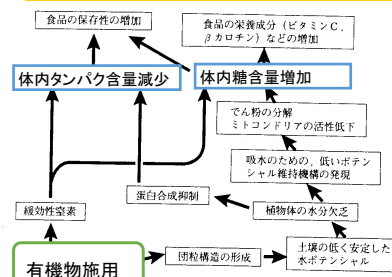 食品の保存性の増加
食品の栄養成分（ビタミンC、
βカロチン）などの増加
体内タンパク含量減少
体内糖含量増加
でん粉の分解
ミトコンドリアの活性低下
吸水のための、低いポテン
シャル維持機構の発現
蛋白合成抑制
緩効性窒素
植物体の水分欠乏
有機物施用
団粒構造の形成
土壌の低く安定した
水ポテンシャル